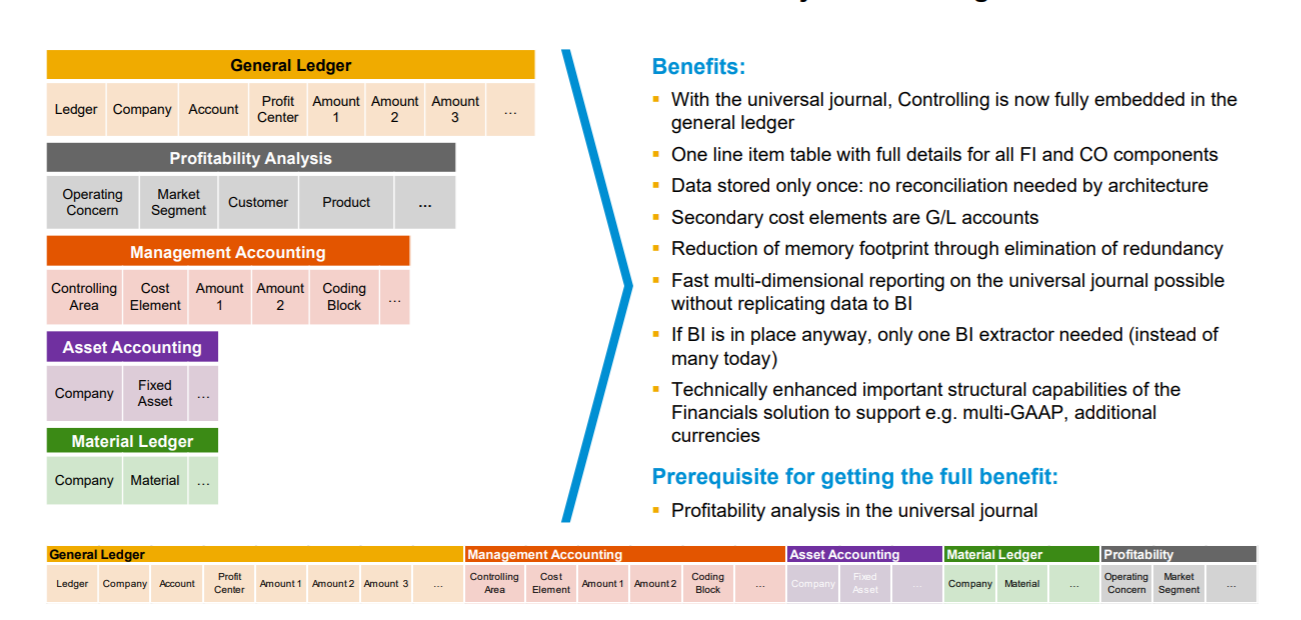 General Ledger
Ledger Company Account Profit Center Amount 1 Amount 2 Amount 3 …
Profitability Analysis
Operating Concern Market Segment Customer Product ...
Management Accounting
Controlling Area Cost Element Amount 1 Amount 2 Coding Block …
Asset Accounting
Company Fixed Asset …
Material Ledger
Company Material …
Benefits:
▪ With the universal journal, Controlling is now fully embedded in the
general ledger
▪ One line item table with full details for all FI and CO components
▪ Data stored only once: no reconciliation needed by architecture
▪ Secondary cost elements are G/L accounts
▪ Reduction of memory footprint through elimination of redundancy
▪ Fast multi-dimensional reporting on the universal journal possible
without replicating data to BI
▪ If BI is in place anyway, only one BI extractor needed (instead of
many today)
▪ Technically enhanced important structural capabilities of the
Financials solution to support e.g. multi-GAAP, additional
currencies
Prerequisite for getting the full benefit:
▪ Profitability analysis in the universal journal
General Ledger Management Accounting Asset Accounting Material Ledger Profitability
Ledger Company Account Profit Center Amount 1 Amount 2 Amount 3 … Controlling Area Cost Element Amount 1 Amount 2 Coding Block … Company Fixed Asset … Company Material … Operating Concern Market Segment …